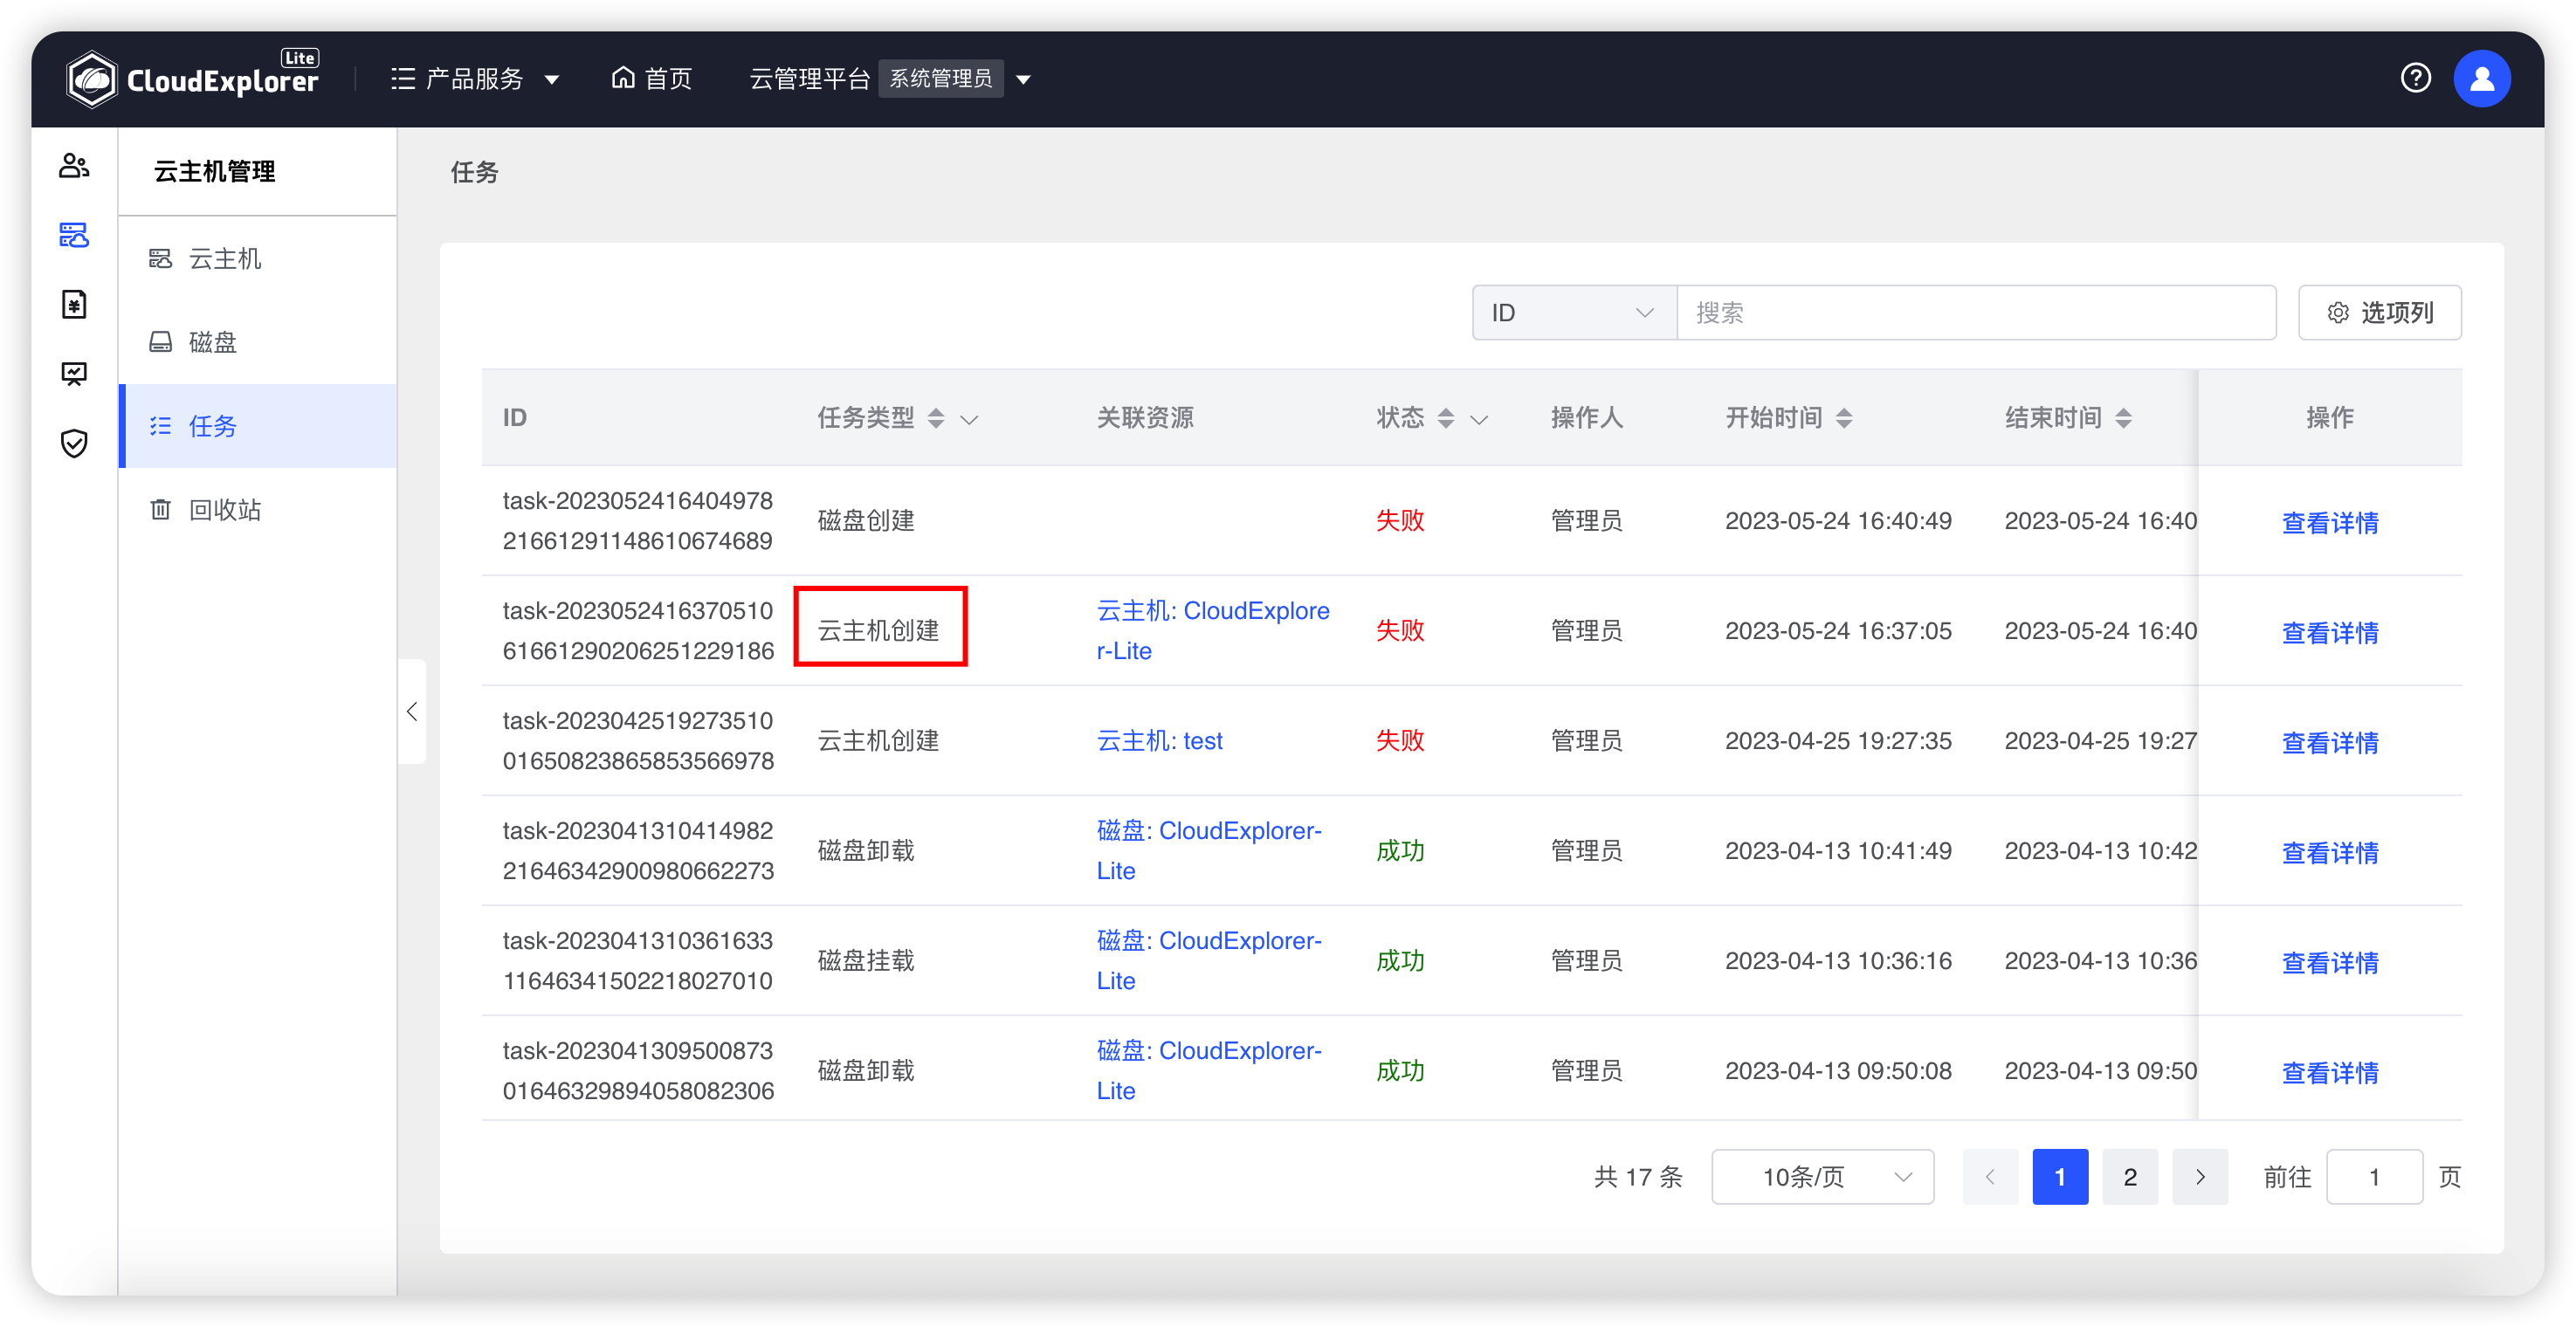 CloudExplorer Lite
产品服务
首页
云管理平台 系统管理员
云主机管理
云主机
磁盘
任务
回收站
任务
ID 搜索 选项列
ID 任务类型 关联资源 状态 操作人 开始时间 结束时间 操作
task-2023052416404978
21661291148610674689
磁盘创建 失败 管理员 2023-05-24 16:40:49 2023-05-24 16:40 查看详情
task-2023052416370510
61661290206251229186
云主机创建
云主机: CloudExplore
r-Lite
失败 管理员 2023-05-24 16:37:05 2023-05-24 16:40 查看详情
task-2023042519273510
01650823865853566978
云主机创建 云主机: test 失败 管理员 2023-04-25 19:27:35 2023-04-25 19:27 查看详情
task-2023041310414982
21646342900980662273
磁盘卸载
磁盘: CloudExplorer-
Lite
成功 管理员 2023-04-13 10:41:49 2023-04-13 10:42 查看详情
task-2023041310361633
11646341502218027010
磁盘挂载
磁盘: CloudExplorer-
Lite
成功 管理员 2023-04-13 10:36:16 2023-04-13 10:36 查看详情
task-2023041309500873
01646329894058082306
磁盘卸载
磁盘: CloudExplorer-
Lite
成功 管理员 2023-04-13 09:50:08 2023-04-13 09:50 查看详情
共 17 条 10条/页 1 2 前往 1 页